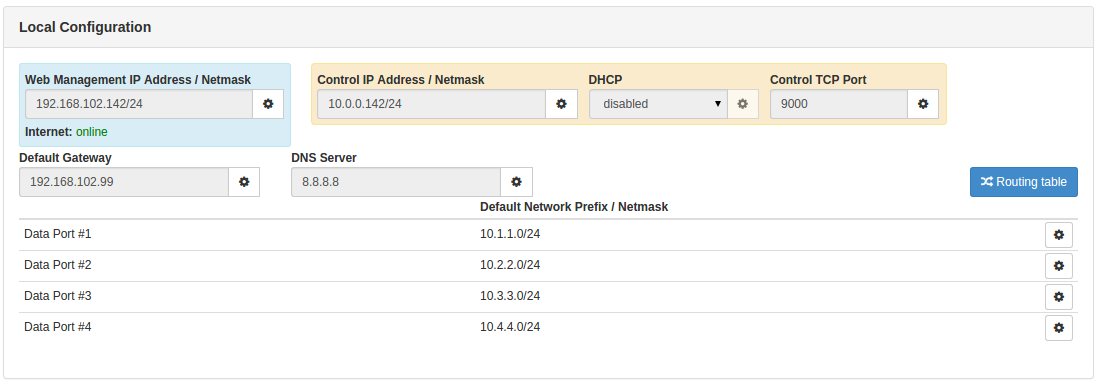 Local Configuration
Web Management IP Address / Netmask
192.168.102.142/24
Internet: online
Control IP Address / Netmask
10.0.0.142/24
DHCP
disabled
Control TCP Port
9000
Default Gateway
192.168.102.99
DNS Server
8.8.8.8
Routing table
Default Network Prefix / Netmask
Data Port #1 10.1.1.0/24
Data Port #2 10.2.2.0/24
Data Port #3 10.3.3.0/24
Data Port #4 10.4.4.0/24